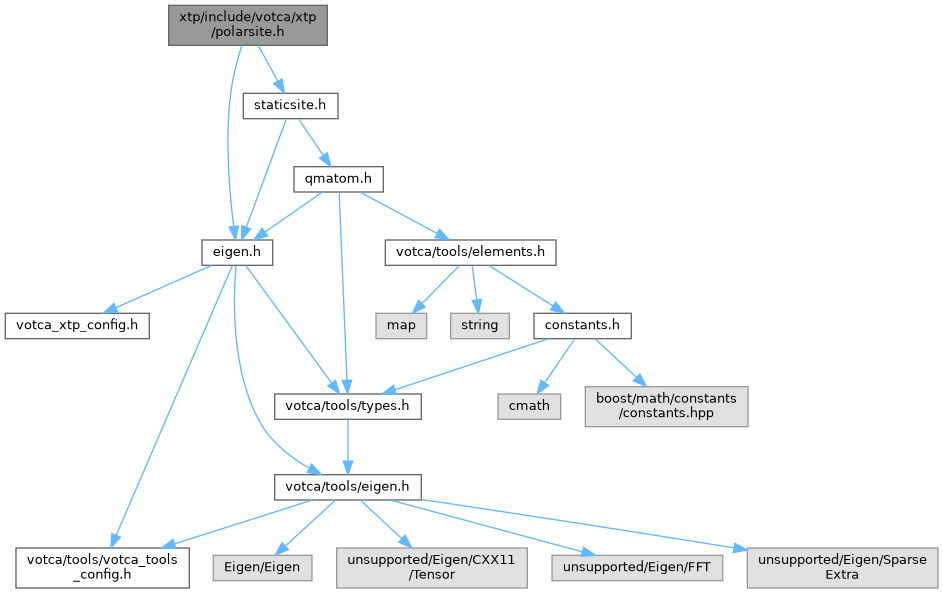 xtp/include/votca/xtp
/polarsite.h
staticsite.h
qmatom.h
eigen.h
votca/tools/elements.h
votca_xtp_config.h
map
string
constants.h
votca/tools/types.h
cmath
boost/math/constants
/constants.hpp
votca/tools/eigen.h
votca/tools/votca_tools
_config.h
Eigen/Eigen
unsupported/Eigen/CXX11
/Tensor
unsupported/Eigen/FFT
unsupported/Eigen/Sparse
Extra